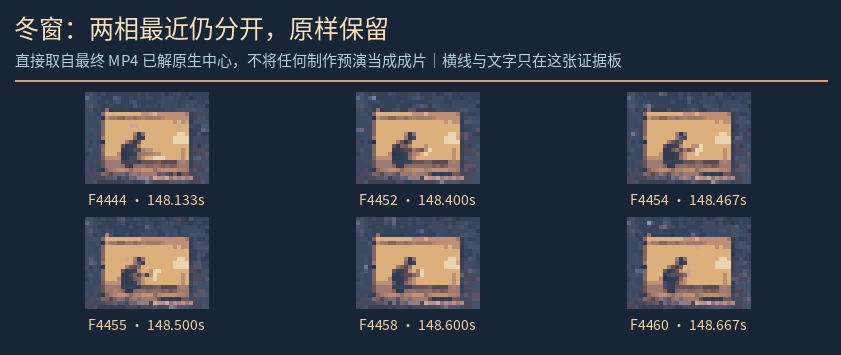 冬窗：两相最近仍分开，原样保留
直接取自最终 MP4 已解原生中心，不将任何制作预演当成成片｜横线与文字只在这张证据板
F4444 · 148.133s
F4452 · 148.400s
F4454 · 148.467s
F4455 · 148.500s
F4458 · 148.600s
F4460 · 148.667s